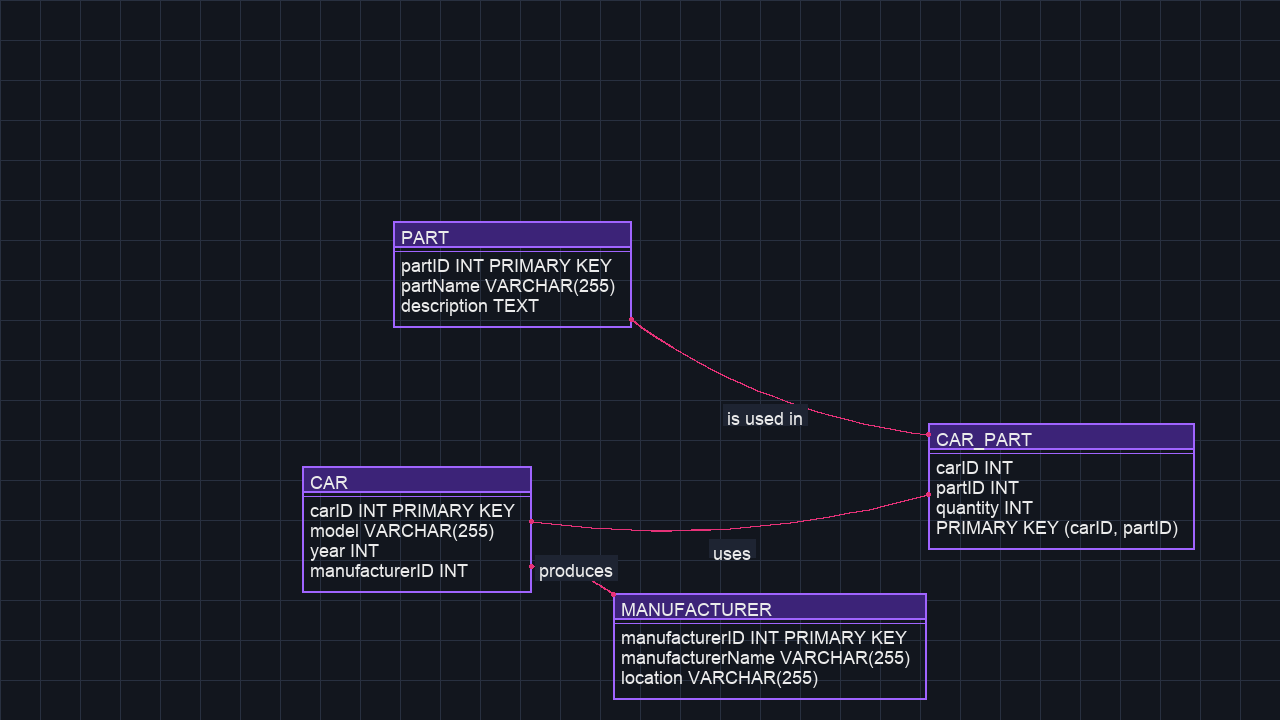 PART
partID INT PRIMARY KEY
partName VARCHAR(255)
description TEXT
is used in
CAR_PART
carID INT
partID INT
quantity INT
PRIMARY KEY (carID, partID)
CAR
carID INT PRIMARY KEY
model VARCHAR(255)
year INT
manufacturerID INT
uses
produces
MANUFACTURER
manufacturerID INT PRIMARY KEY
manufacturerName VARCHAR(255)
location VARCHAR(255)